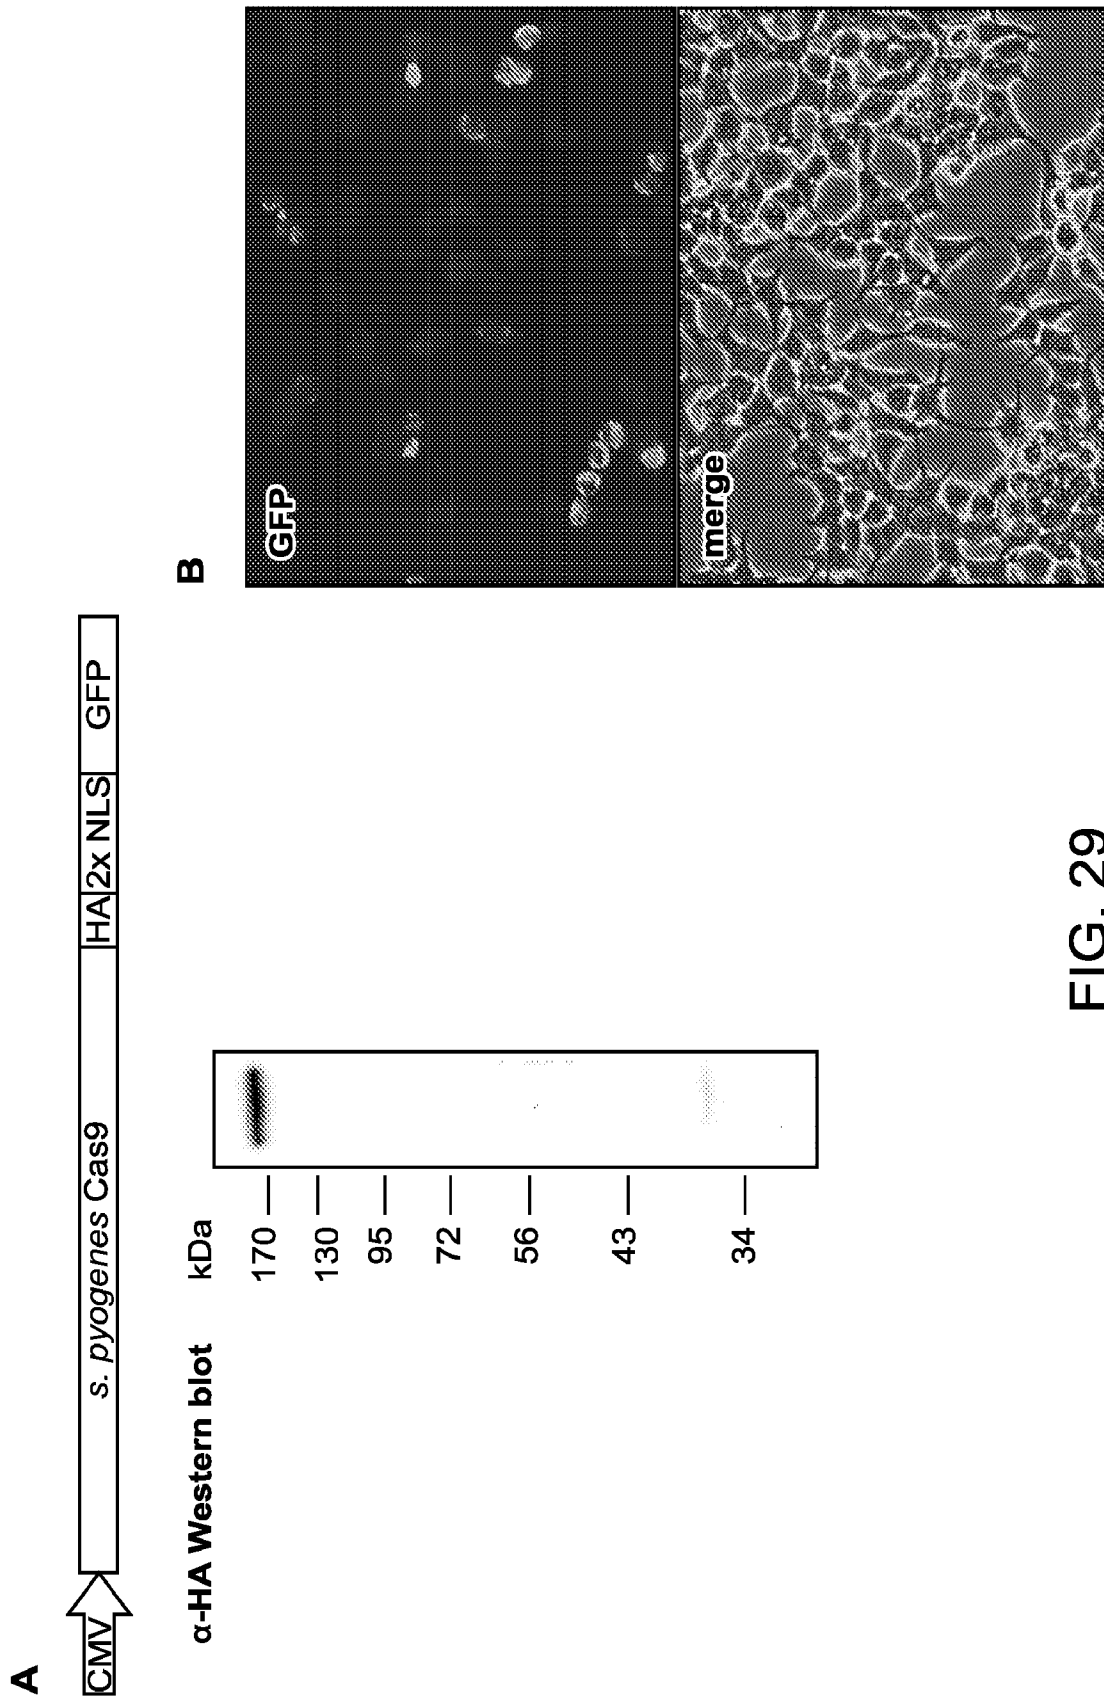 A
CMV
s. pyogenes Cas9
HA
2x NLS
GFP
α-HA Western blot
kDa
170
130
95
72
56
43
34
B
GFP
merge
FIG. 29